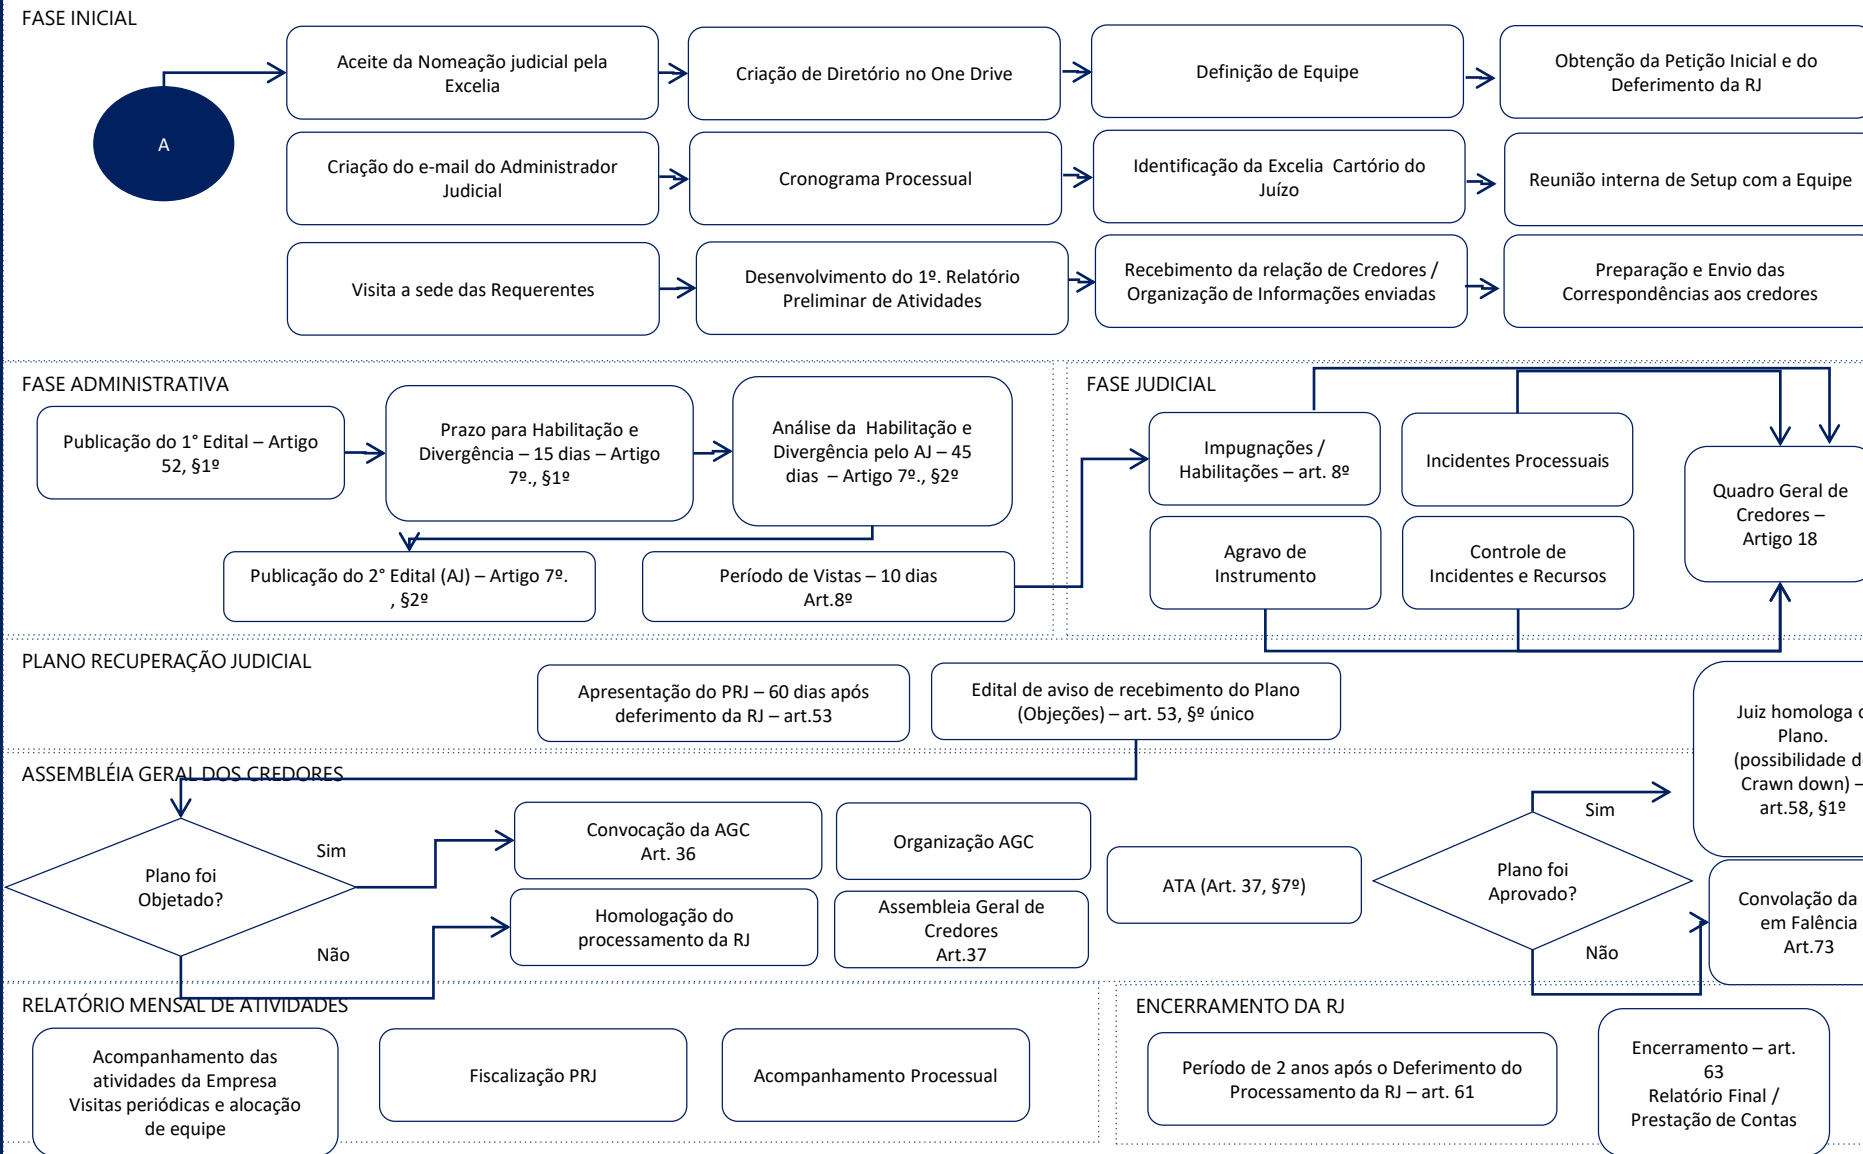 FASE INICIAL
A
Aceite da Nomeação judicial pela
Excelia
Criação de Diretório no One Drive
Definição de Equipe
Obtenção da Petição Inicial e do
Deferimento da RJ
Criação do e-mail do Administrador
Judicial
Cronograma Processual
Identificação da Excelia Cartório do
Juízo
Reunião interna de Setup com a Equipe
Visita a sede das Requerentes
Desenvolvimento do 1º. Relatório
Preliminar de Atividades
Recebimento da relação de Credores /
Organização de Informações enviadas
Preparação e Envio das
Correspondências aos credores
FASE ADMINISTRATIVA
Publicação do 1° Edital – Artigo
52, §1º
Prazo para Habilitação e
Divergência – 15 dias – Artigo
7º., §1º
Análise da Habilitação e
Divergência pelo AJ – 45
dias – Artigo 7º., §2º
Publicação do 2° Edital (AJ) – Artigo 7º.
, §2º
Período de Vistas – 10 dias
Art.8º
FASE JUDICIAL
Impugnações /
Habilitações – art. 8º
Incidentes Processuais
Agravo de
Instrumento
Controle de
Incidentes e Recursos
Quadro Geral de
Credores –
Artigo 18
PLANO RECUPERAÇÃO JUDICIAL
Apresentação do PRJ – 60 dias após
deferimento da RJ – art.53
Edital de aviso de recebimento do Plano
(Objeções) – art. 53, §º único
Juiz homologa
Plano.
(possibilidade
Crawn down) –
art.58, §1º
ASSEMBLÉIA GERAL DOS CREDORES
Plano foi
Objetado?
Sim
Não
Convocação da AGC
Art. 36
Organização AGC
Homologação do
processamento da RJ
Assembleia Geral de
Credores
Art.37
ATA (Art. 37, §7º)
Plano foi
Aprovado?
Sim
Não
Convolação da
em Falência
Art.73
RELATÓRIO MENSAL DE ATIVIDADES
Acompanhamento das
atividades da Empresa
Visitas periódicas e alocação
de equipe
Fiscalização PRJ
Acompanhamento Processual
ENCERRAMENTO DA RJ
Período de 2 anos após o Deferimento do
Processamento da RJ – art. 61
Encerramento – art.
63
Relatório Final /
Prestação de Contas